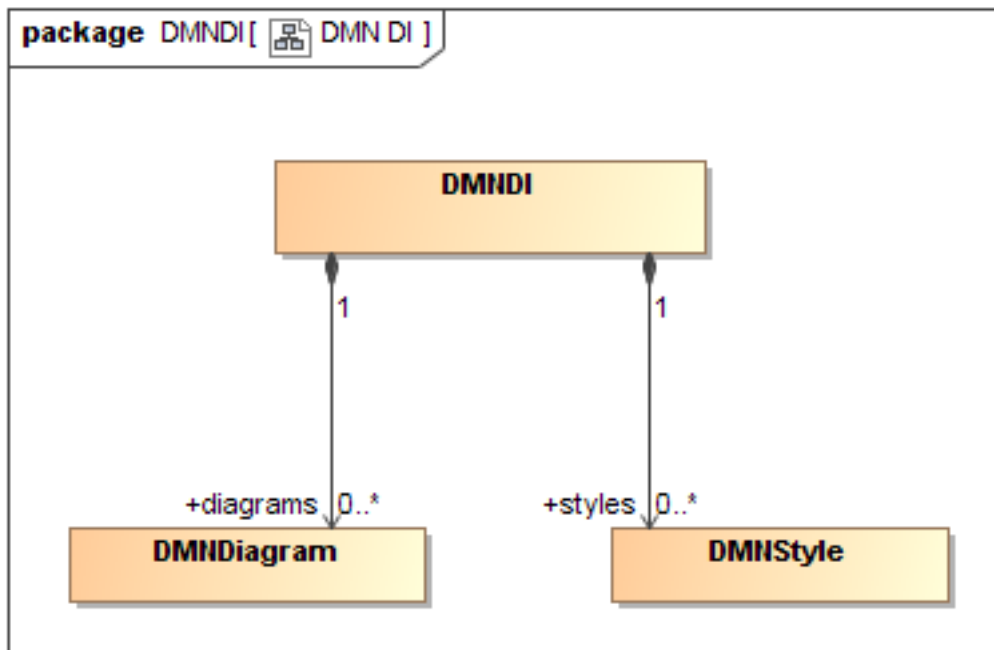 package DMNDI[ DMN DI ]
DMNDI
1 1
+diagrams 0..* +styles 0..*
DMNDiagram DMNStyle